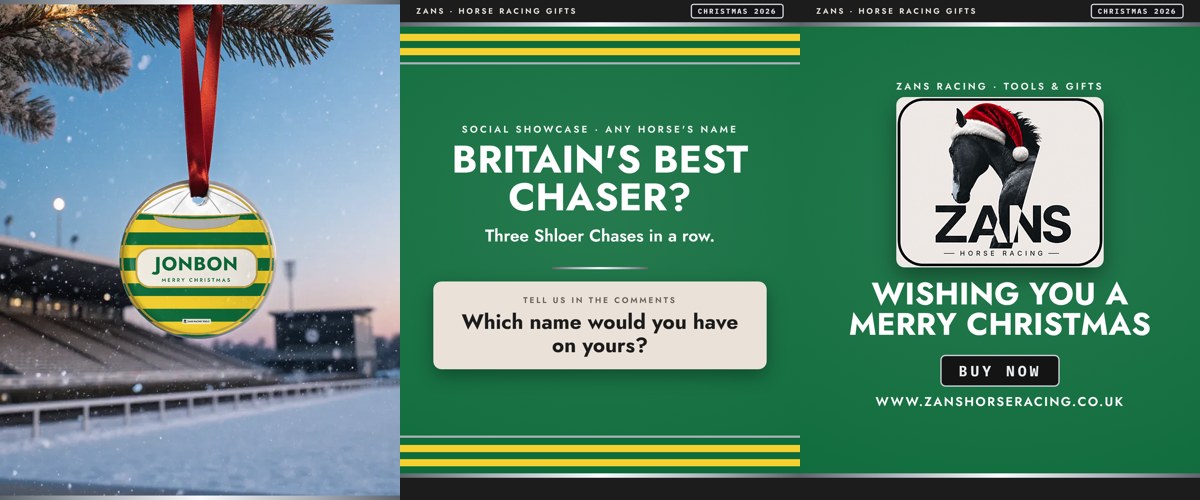 JONBON
MERRY CHRISTMAS
ZANS · HORSE RACING GIFTS
CHRISTMAS 2026
SOCIAL SHOWCASE · ANY HORSE'S NAME
BRITAIN'S BEST
CHASER?
Three Shloer Chases in a row.
TELL US IN THE COMMENTS
Which name would you have
on yours?
ZANS · HORSE RACING GIFTS
CHRISTMAS 2026
ZANS RACING · TOOLS & GIFTS
ZANS
HORSE RACING
WISHING YOU A
MERRY CHRISTMAS
BUY NOW
WWW.ZANSHORSERACING.CO.UK